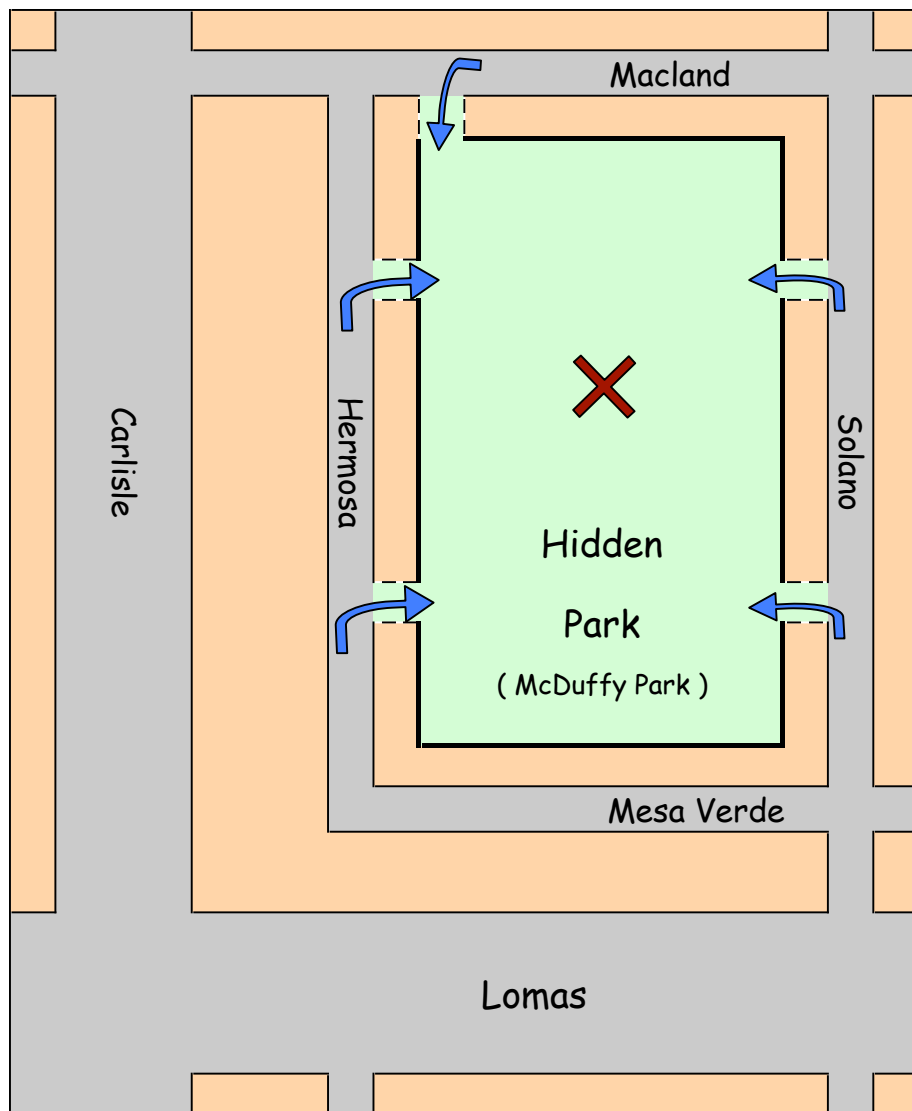 Macland
Carlisle
Hermosa
Solano
Hidden
Park
( McDuffy Park )
Mesa Verde
Lomas